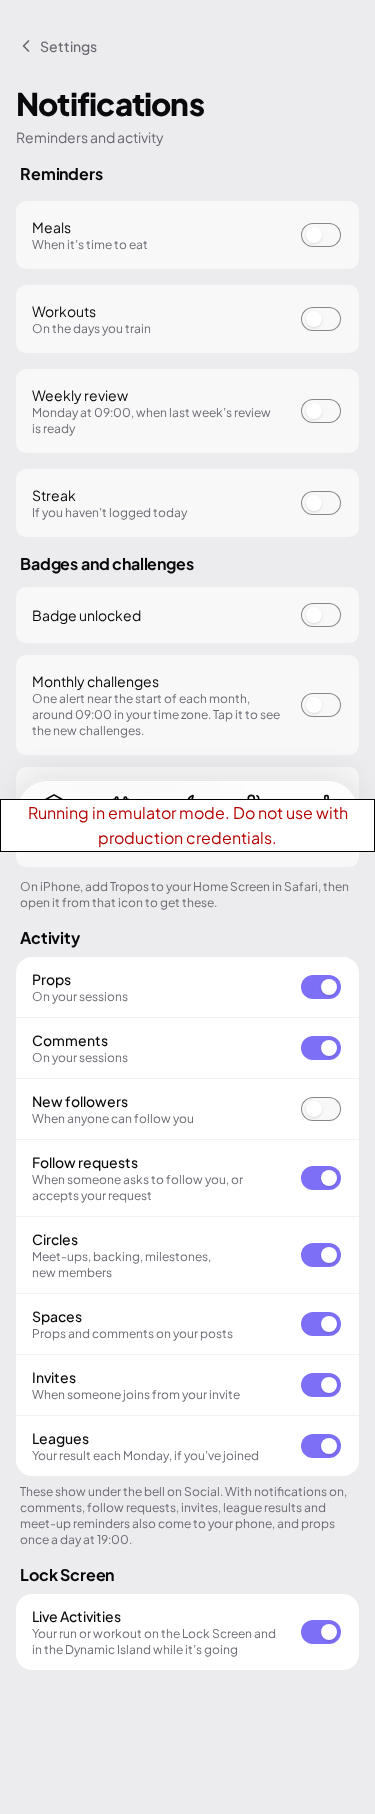 Settings
Notifications
Reminders and activity
Reminders
Meals
When it's time to eat
Workouts
On the days you train
Weekly review
Monday at 09:00, when last week's review
is ready
Streak
If you haven't logged today
Badges and challenges
Badge unlocked
Monthly challenges
One alert near the start of each month,
around 09:00 in your time zone. Tap it to see
the new challenges.
Running in emulator mode. Do not use with
production credentials.
On iPhone, add Tropos to your Home Screen in Safari, then
open it from that icon to get these.
Activity
Props
On your sessions
Comments
On your sessions
New followers
When anyone can follow you
Follow requests
When someone asks to follow you, or
accepts your request
Circles
Meet-ups, backing, milestones,
new members
Spaces
Props and comments on your posts
Invites
When someone joins from your invite
Leagues
Your result each Monday, if you've joined
These show under the bell on Social. With notifications on,
comments, follow requests, invites, league results and
meet-up reminders also come to your phone, and props
once a day at 19:00.
Lock Screen
Live Activities
Your run or workout on the Lock Screen and
in the Dynamic Island while it's going